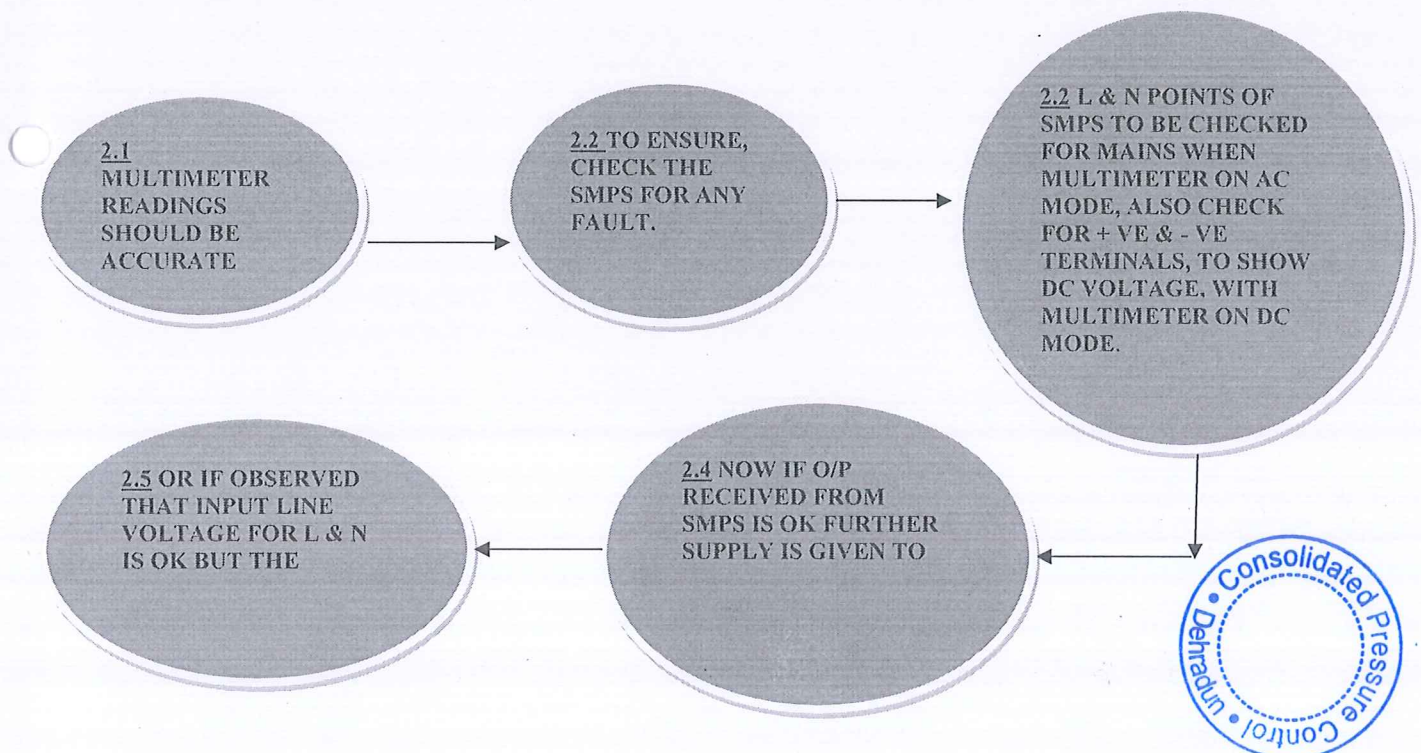 2.1
MULTIMETER
READINGS
SHOULD BE
ACCURATE
2.2 TO ENSURE,
CHECK THE
SMPS FOR ANY
FAULT.
2.2 L & N POINTS OF
SMPS TO BE CHECKED
FOR MAINS WHEN
MULTIMETER ON AC
MODE, ALSO CHECK
FOR + VE & - VE
TERMINALS, TO SHOW
DC VOLTAGE, WITH
MULTIMETER ON DC
MODE.
2.4 NOW IF O/P
RECEIVED FROM
SMPS IS OK FURTHER
SUPPLY IS GIVEN TO
2.5 OR IF OBSERVED
THAT INPUT LINE
VOLTAGE FOR L & N
IS OK BUT THE
Consolidated Pressure Control • Dehradun •